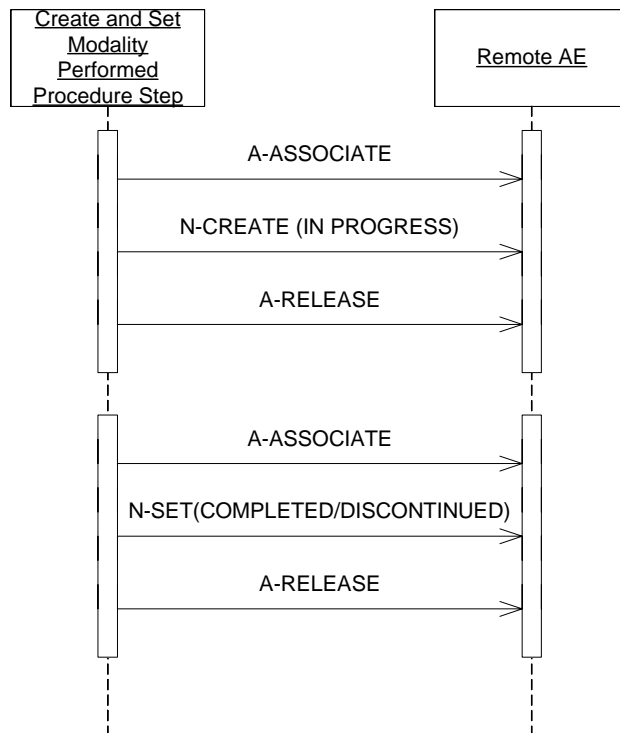 Create and Set
Modality
Performed
Procedure Step
Remote AE
A-ASSOCIATE
N-CREATE (IN PROGRESS)
A-RELEASE
A-ASSOCIATE
N-SET(COMPLETED/DISCONTINUED)
A-RELEASE